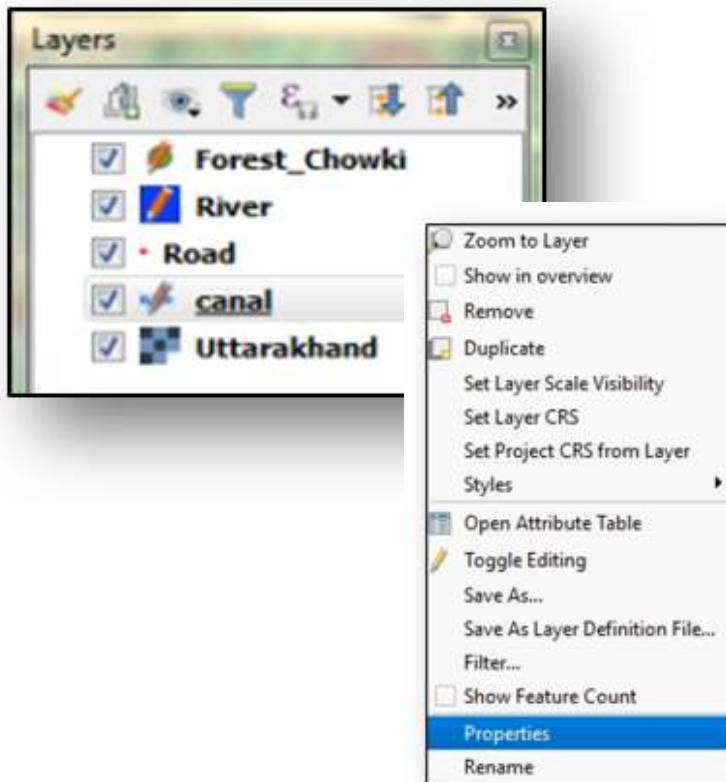 Layers
Forest_Chowki
River
Road
canal
Uttarakhand
Zoom to Layer
Show in overview
Remove
Duplicate
Set Layer Scale Visibility
Set Layer CRS
Set Project CRS from Layer
Styles
Open Attribute Table
Toggle Editing
Save As...
Save As Layer Definition File...
Filter...
Show Feature Count
Properties
Rename